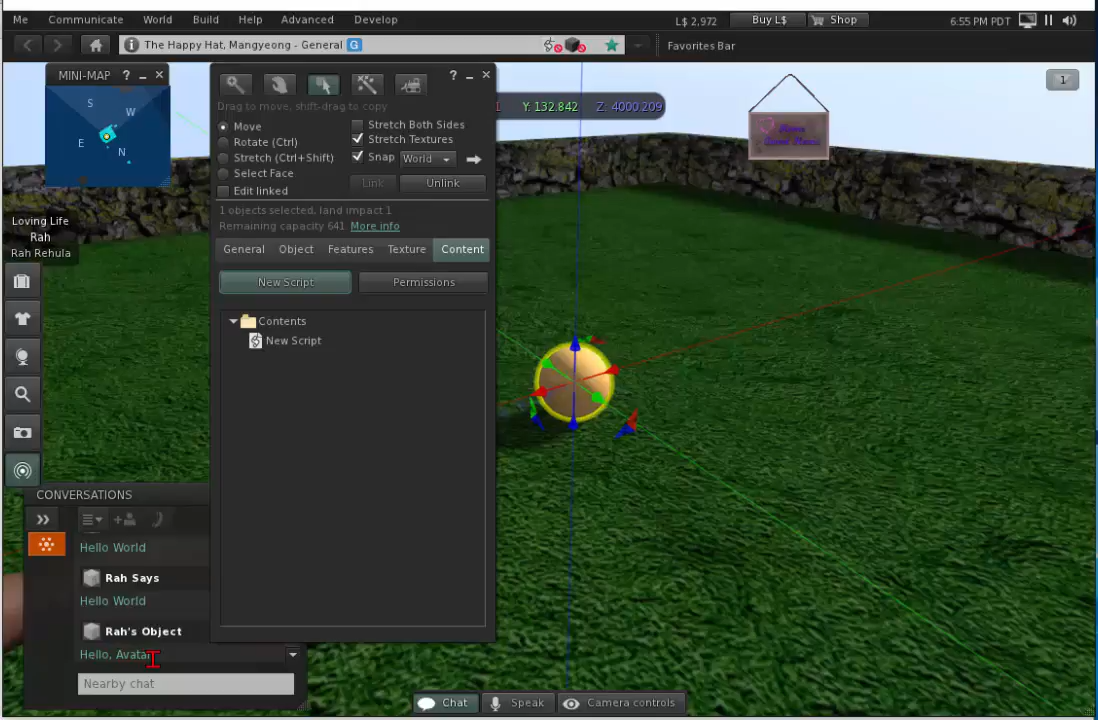 Me Communicate World Build Help Advanced Develop L$ 2,972 Buy L$ Shop 6:55 PM PDT
The Happy Hat, Mangyeong - General G Favorites Bar
MINI-MAP ? _ ×
? _ ×
1
S
W
E
N
Drag to move, shift-drag to copy
1 Y: 132.842 Z: 4000.209
Move Stretch Both Sides
Rotate (Ctrl) Stretch Textures
Stretch (Ctrl+Shift) Snap World
Select Face
Edit linked Link Unlink
1 objects selected, land impact 1
Remaining capacity 641 More info
General Object Features Texture Content
New Script Permissions
Contents
New Script
Loving Life
Rah
Rah Rehula
CONVERSATIONS
Hello World
Rah Says
Hello World
Rah's Object
Hello, Avata
Nearby chat
Chat Speak Camera controls